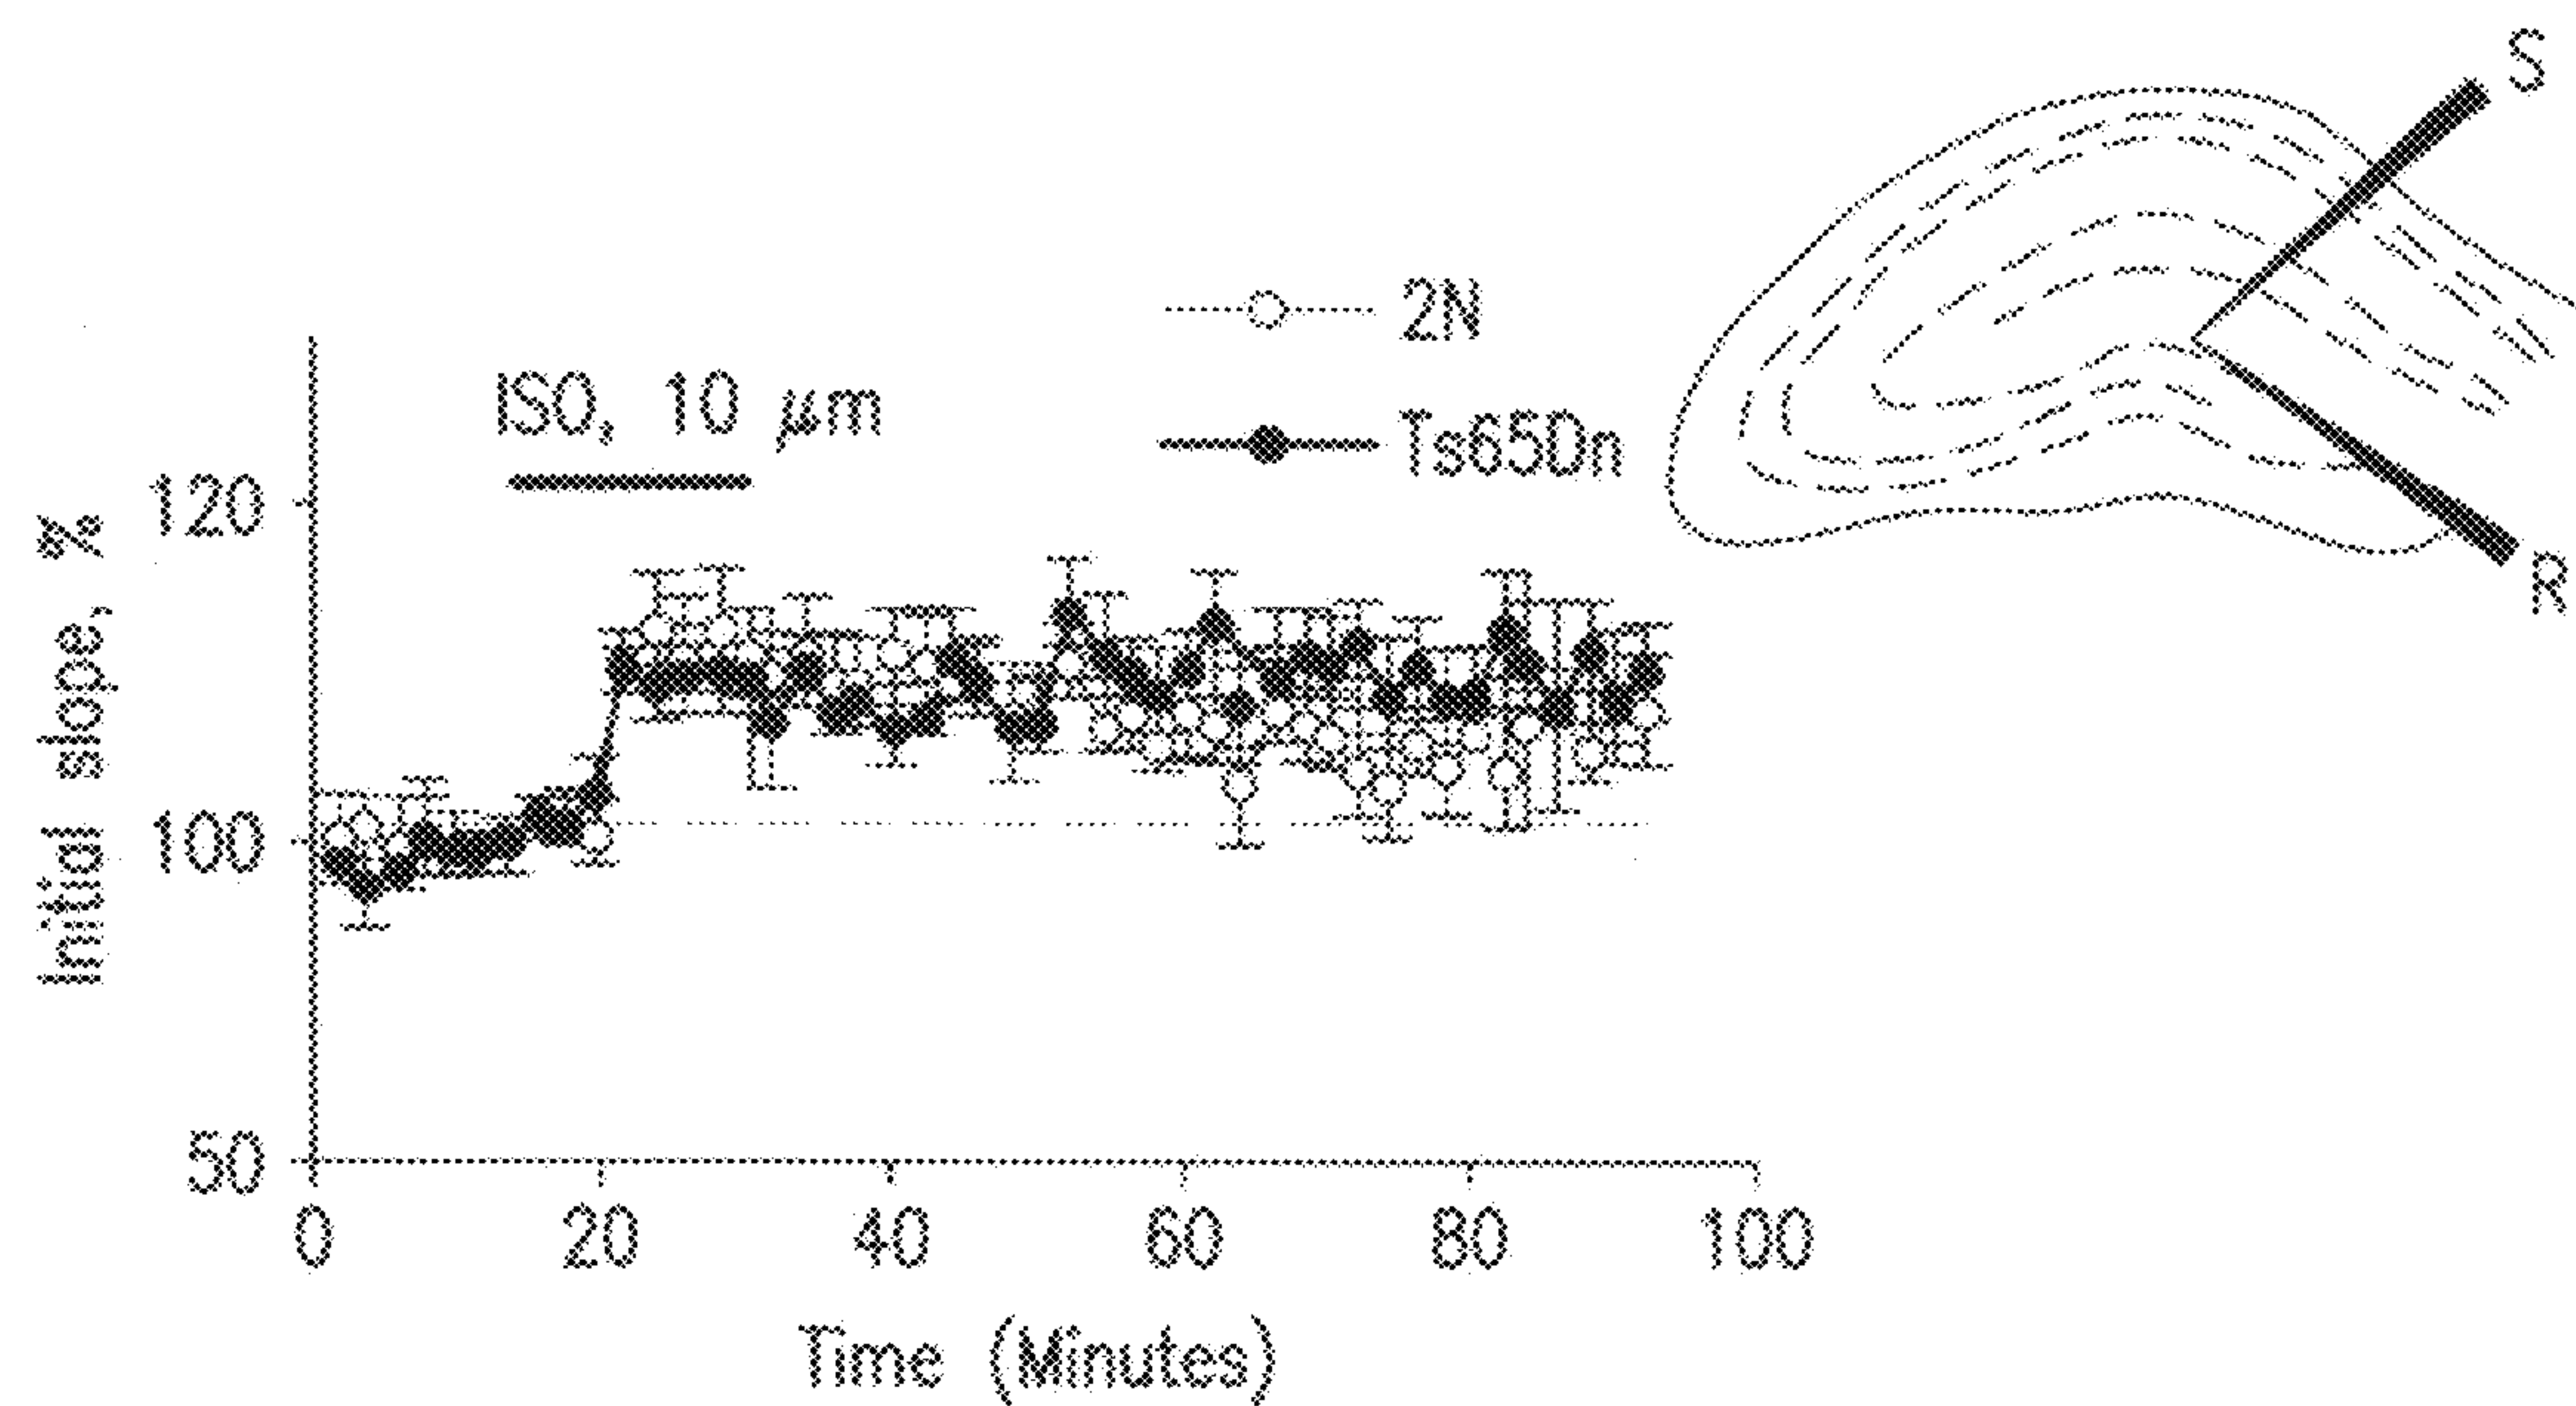 S
2N
ISO, 10 μm
Ts65Dn
120
R
Initial slope, %
100
50
0 20 40 60 80 100
Time (Minutes)